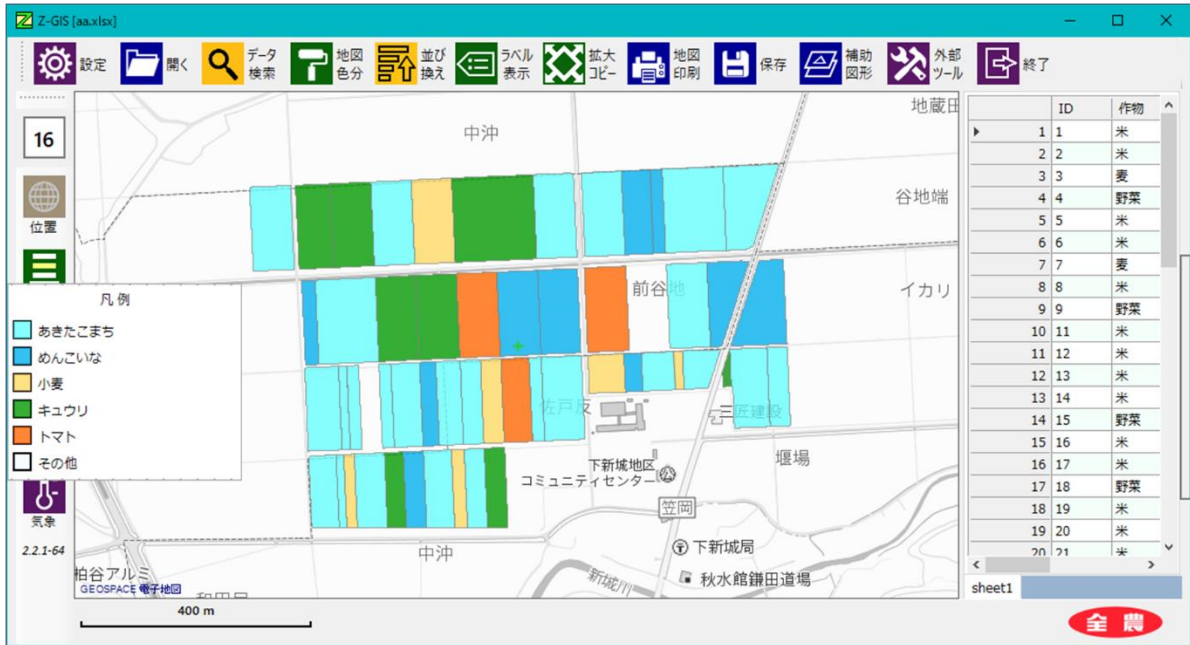 Z-GIS [aa.xlsx]
設定
開く
データ
検索
地図
色分
並び
換え
ラベル
表示
拡大
コピー
地図
印刷
保存
補助
図形
外部
ツール
終了
16
位置
凡例
あきたこまち
めんこいな
小麦
キュウリ
トマト
その他
気象
2.2.1-64
中沖
地蔵田
谷地端
前谷地
イカリ
佐戸反
三匠建設
堰場
下新城地区
コミュニティセンター
笠岡
中沖
下新城局
新城川
秋水館鎌田道場
柏谷アルミ
GEOSPACE 電子地図
400 m
ID 作物
1 1 米
2 2 米
3 3 麦
4 4 野菜
5 5 米
6 6 米
7 7 麦
8 8 米
9 9 野菜
10 11 米
11 12 米
12 13 米
13 14 米
14 15 野菜
15 16 米
16 17 米
17 18 野菜
18 19 米
19 20 米
20 21 米
sheet1
全農